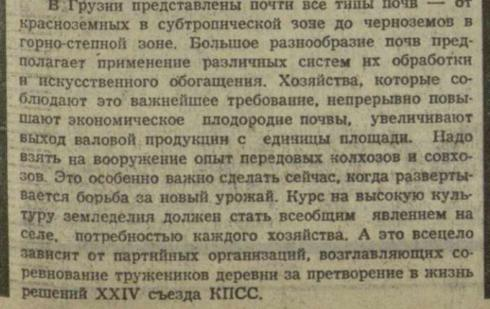 В Грузии представлены почти все типы почв — от
красноземных в субтропической зоне до черноземов в
горно-степной зоне. Большое разнообразие почв пред-
полагает применение различных систем их обработки
и искусственного обогащения. Хозяйства, которые со-
блюдают это важнейшее требование, непрерывно повы-
шают экономическое плодородие почвы, увеличивают
выход валовой продукции с единицы площади. Надо
взять на вооружение опыт передовых колхозов и совхо-
зов. Это особенно важно сделать сейчас, когда разверты-
вается борьба за новый урожай. Курс на высокую куль-
туру земледелия должен стать всеобщим явлением на
селе, потребностью каждого хозяйства. А это всецело
зависит от партийных организаций, возглавляющих со-
ревнование тружеников деревни за претворение в жизнь
решений XXIV съезда КПСС.